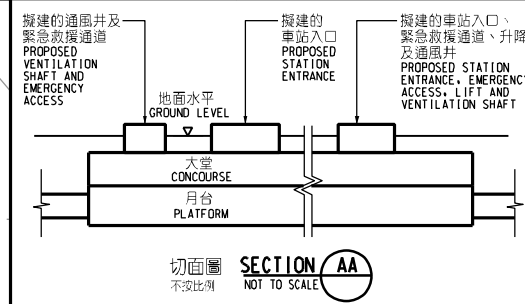 擬建的通風井及
緊急救援通道
PROPOSED
VENTILATION
SHAFT AND
EMERGENCY
ACCESS
擬建的
車站入口
PROPOSED
STATION
ENTRANCE
擬建的車站入口、
緊急救援通道、升降
及通風井
PROPOSED STATION
ENTRANCE, EMERGENCY
ACCESS, LIFT AND
VENTILATION SHAFT
地面水平
GROUND LEVEL
大堂
CONCOURSE
月台
PLATFORM
切面圖 SECTION AA
不按比例 NOT TO SCALE